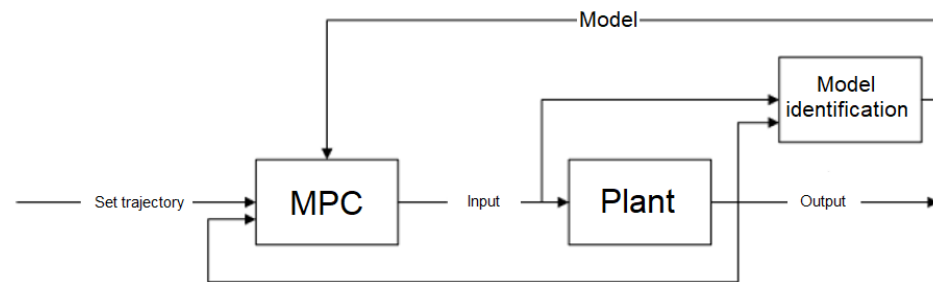 Model
Model
identification
Set trajectory
MPC
Input
Plant
Output